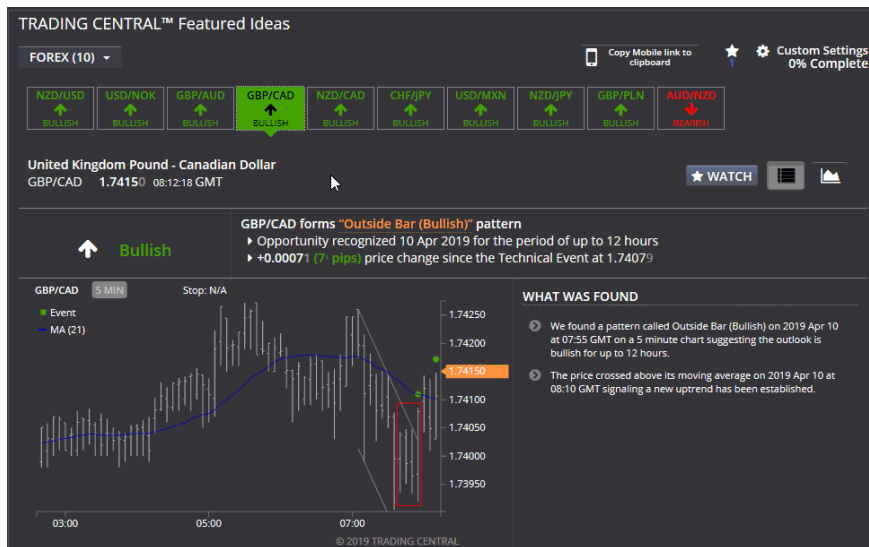 TRADING CENTRAL™ Featured Ideas
FOREX (10)
Copy Mobile link to
clipboard
1
Custom Settings
0% Complete
NZD/USD
BULLISH
USD/NOK
BULLISH
GBP/AUD
BULLISH
GBP/CAD
BULLISH
NZD/CAD
BULLISH
CHF/JPY
BULLISH
USD/MXN
BULLISH
NZD/JPY
BULLISH
GBP/PLN
BULLISH
AUD/NZD
BEARISH
United Kingdom Pound - Canadian Dollar
GBP/CAD 1.74150 08:12:18 GMT
WATCH
Bullish
GBP/CAD forms “Outside Bar (Bullish)” pattern
Opportunity recognized 10 Apr 2019 for the period of up to 12 hours
+0.00071 (7¹ pips) price change since the Technical Event at 1.74079
GBP/CAD 5 MIN Stop: N/A
Event
MA (21)
1.74250
1.74200
1.74150
1.74100
1.74050
1.74000
1.73950
03:00 05:00 07:00
© 2019 TRADING CENTRAL
WHAT WAS FOUND
We found a pattern called Outside Bar (Bullish) on 2019 Apr 10
at 07:55 GMT on a 5 minute chart suggesting the outlook is
bullish for up to 12 hours.
The price crossed above its moving average on 2019 Apr 10 at
08:10 GMT signaling a new uptrend has been established.